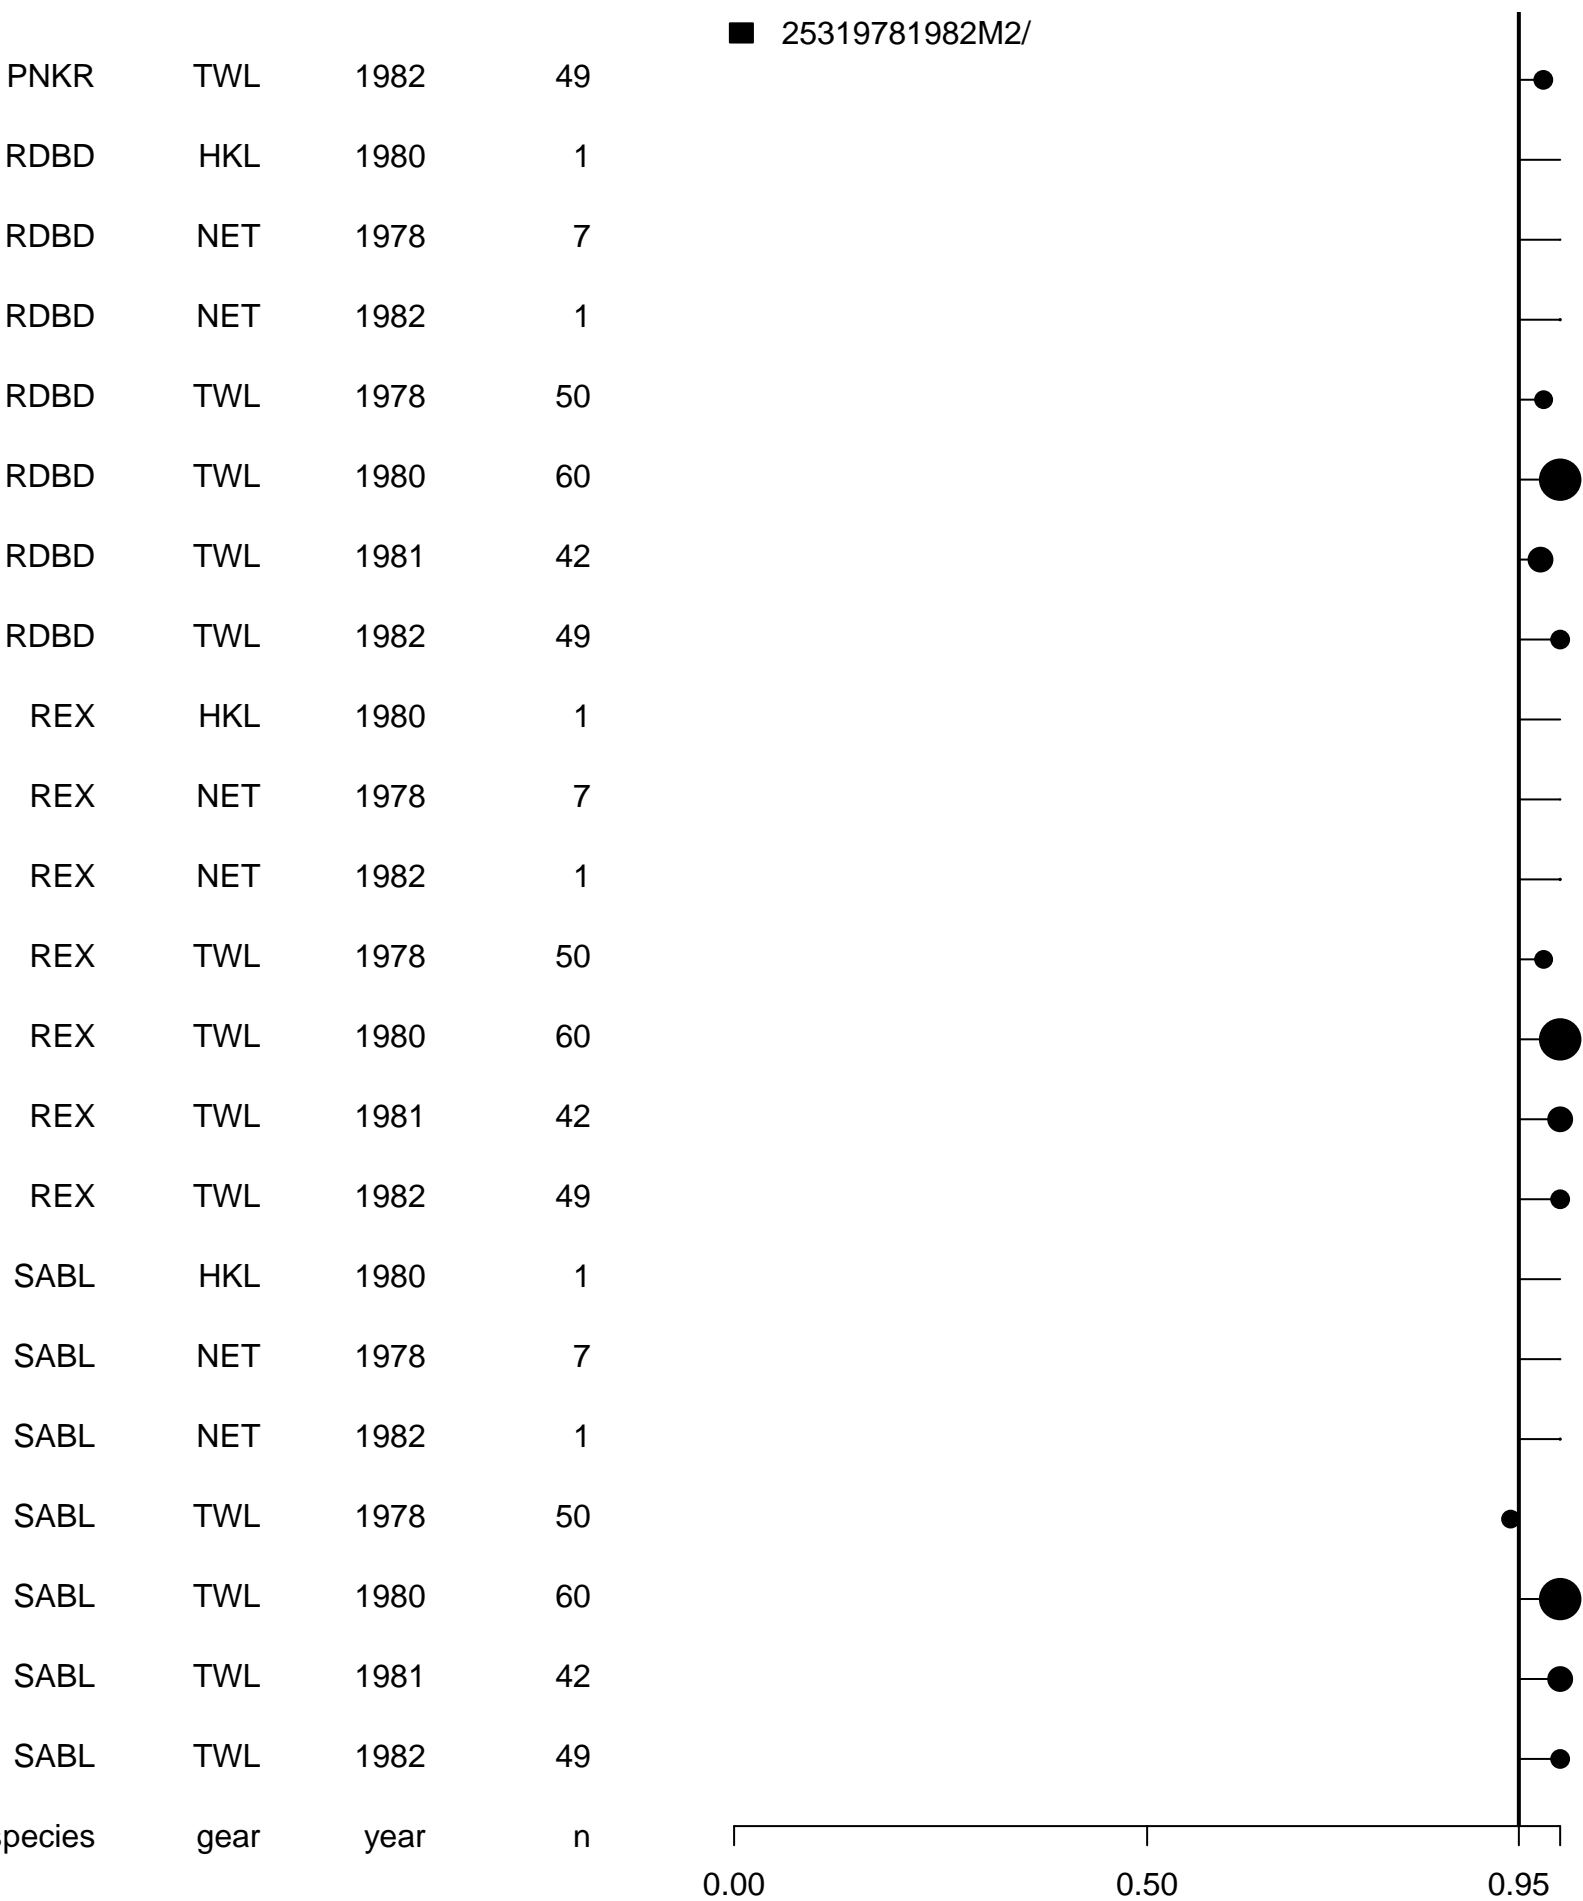 25319781982M2/
PNKR TWL 1982 49
RDBD HKL 1980 1
RDBD NET 1978 7
RDBD NET 1982 1
RDBD TWL 1978 50
RDBD TWL 1980 60
RDBD TWL 1981 42
RDBD TWL 1982 49
REX HKL 1980 1
REX NET 1978 7
REX NET 1982 1
REX TWL 1978 50
REX TWL 1980 60
REX TWL 1981 42
REX TWL 1982 49
SABL HKL 1980 1
SABL NET 1978 7
SABL NET 1982 1
SABL TWL 1978 50
SABL TWL 1980 60
SABL TWL 1981 42
SABL TWL 1982 49
pecies gear year n
0.00 0.50 0.95